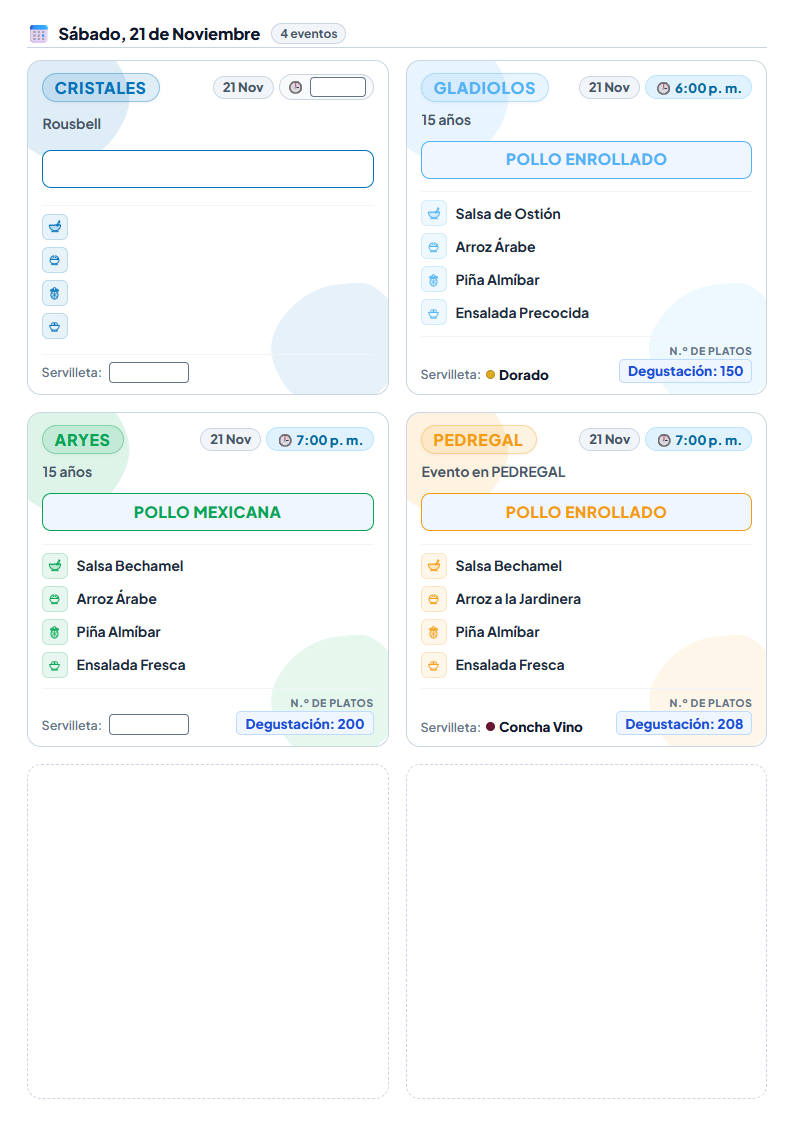 Sábado, 21 de Noviembre 4 eventos
CRISTALES 21 Nov
Rousbell
Servilleta:
GLADIOLOS 21 Nov 6:00 p. m.
15 años
POLLO ENROLLADO
Salsa de Ostión
Arroz Árabe
Piña Almíbar
Ensalada Precocida
N.º DE PLATOS
Servilleta: Dorado Degustación: 150
ARYES 21 Nov 7:00 p. m.
15 años
POLLO MEXICANA
Salsa Bechamel
Arroz Árabe
Piña Almíbar
Ensalada Fresca
N.º DE PLATOS
Servilleta: Degustación: 200
PEDREGAL 21 Nov 7:00 p. m.
Evento en PEDREGAL
POLLO ENROLLADO
Salsa Bechamel
Arroz a la Jardinera
Piña Almíbar
Ensalada Fresca
N.º DE PLATOS
Servilleta: Concha Vino Degustación: 208